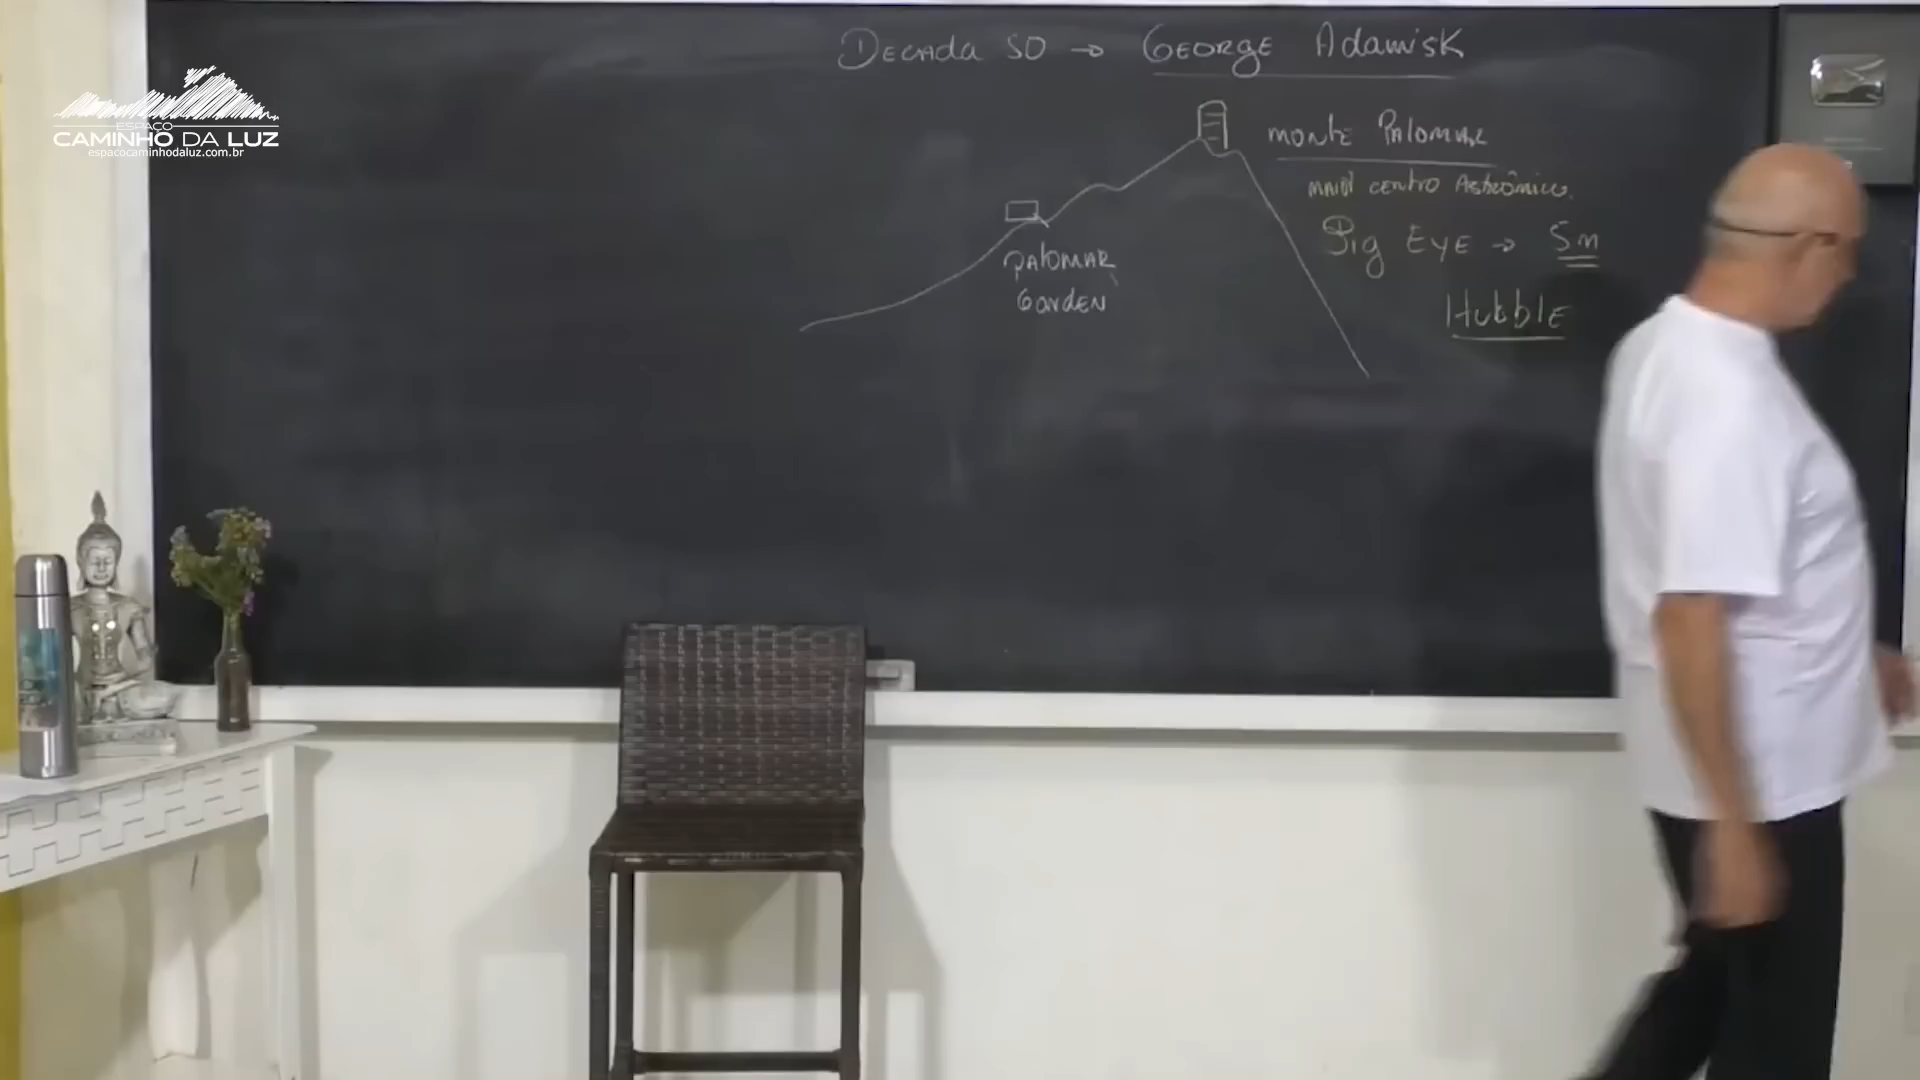 Decada 50 → George Adamisk
ESPAÇO
CAMINHO DA LUZ
espacocaminhodaluz.com.br
Monte Palomar
Maior centro Astronômico.
Big Eye → 5m
Palomar
Garden
Hubble